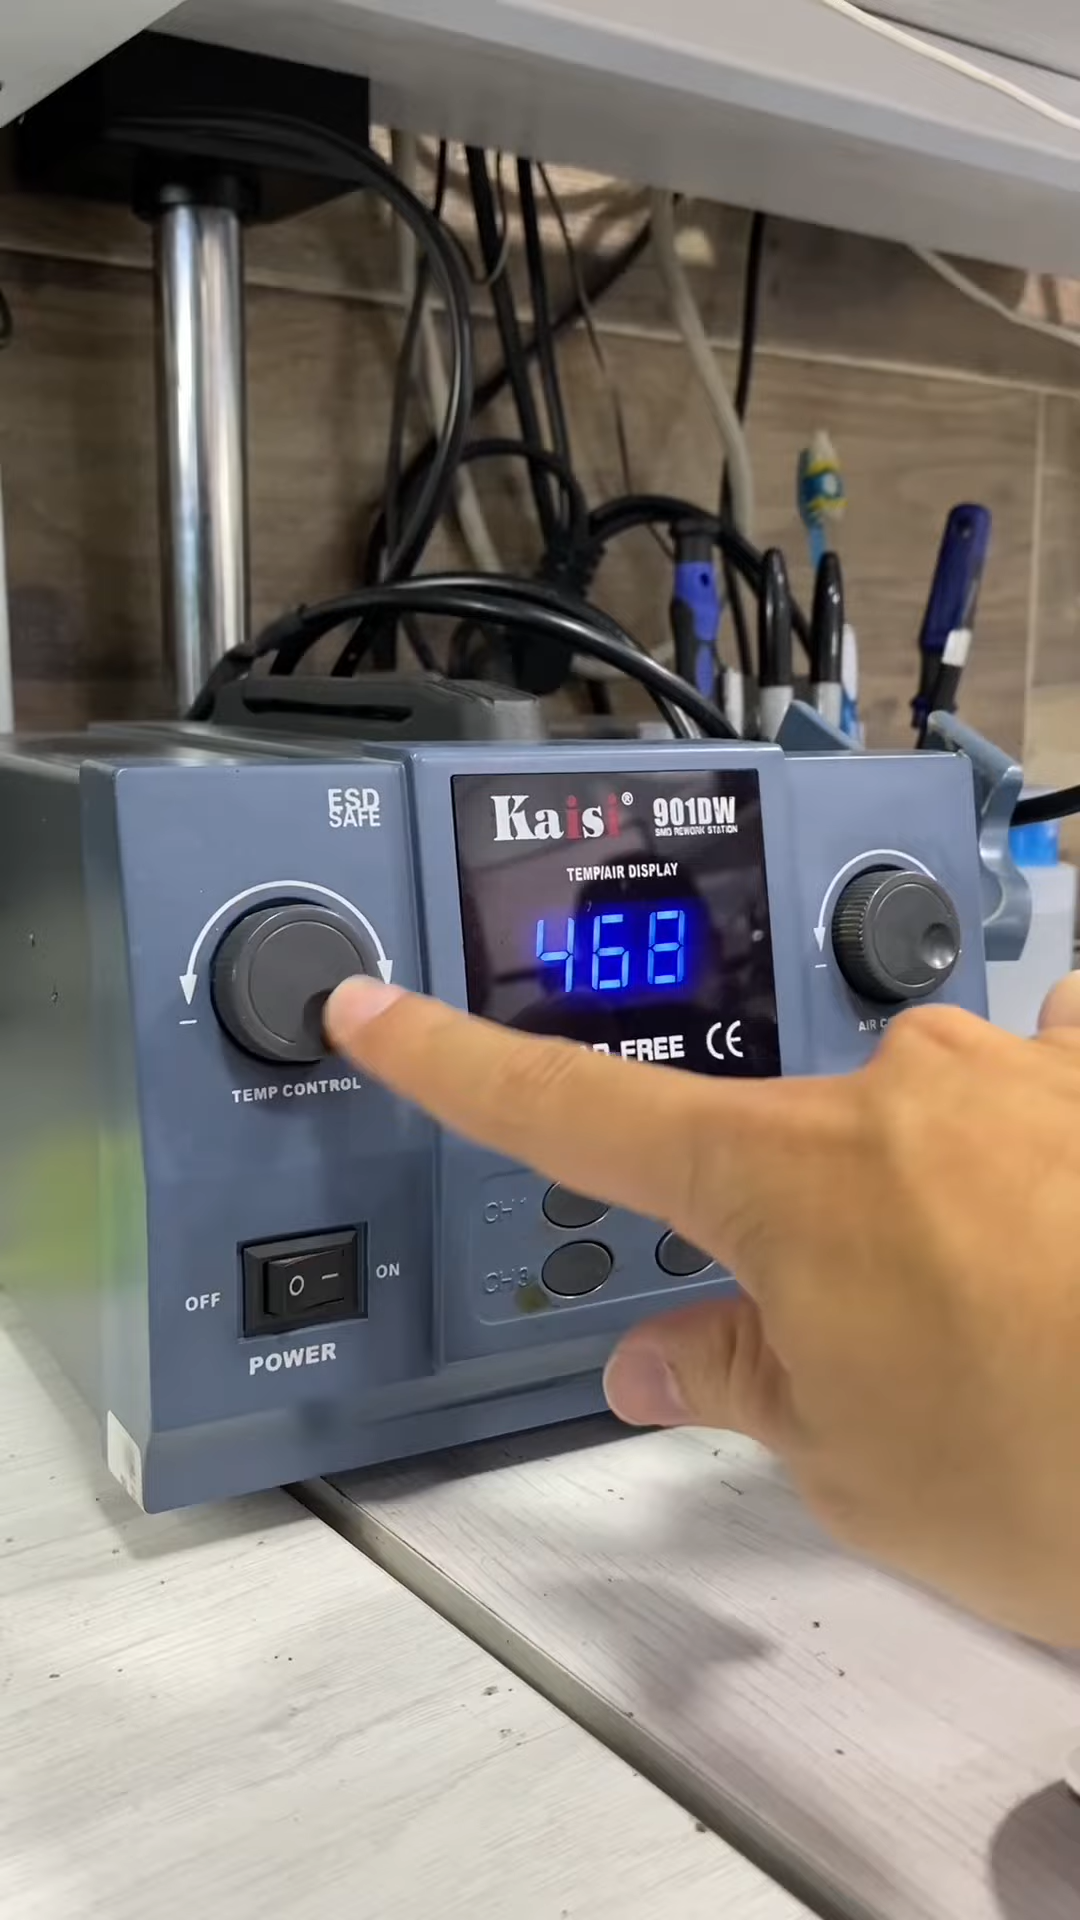 ESD
SAFE
Kaisi® 901DW
SMD REWORK STATION
TEMP/AIR DISPLAY
468
FREE CE
−
−
AIR
TEMP CONTROL
CH1
CH3
OFF
O −
ON
POWER